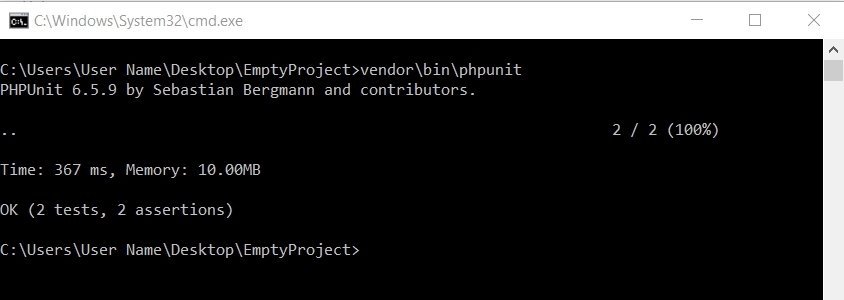 C:\Windows\System32\cmd.exe
C:\Users\User Name\Desktop\EmptyProject>vendor\bin\phpunit
PHPUnit 6.5.9 by Sebastian Bergmann and contributors.
.. 2 / 2 (100%)
Time: 367 ms, Memory: 10.00MB
OK (2 tests, 2 assertions)
C:\Users\User Name\Desktop\EmptyProject>